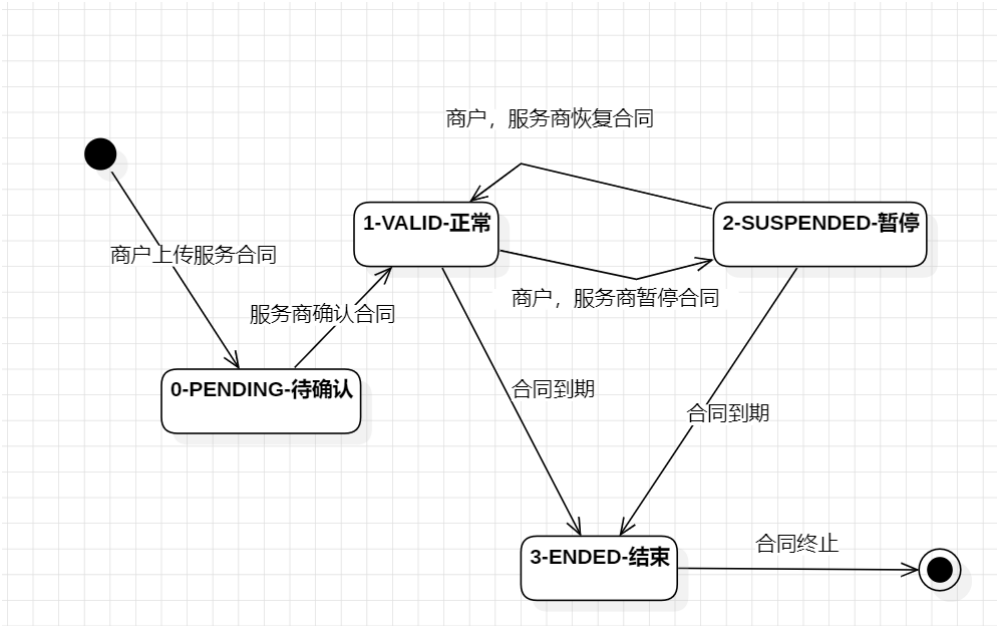 商户，服务商恢复合同
1-VALID-正常
2-SUSPENDED-暂停
商户上传服务合同
商户，服务商暂停合同
服务商确认合同
0-PENDING-待确认
合同到期
合同到期
3-ENDED-结束
合同终止